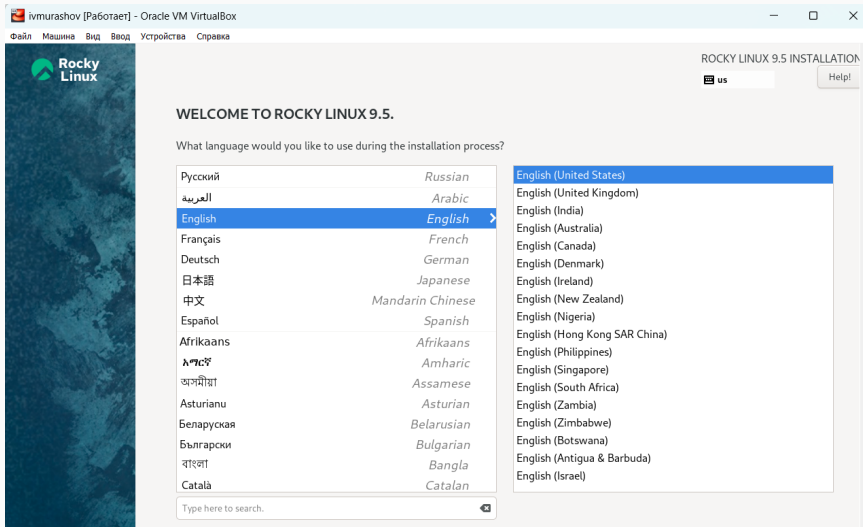 ivmurashov [Работает] - Oracle VM VirtualBox
Файл Машина Вид Ввод Устройства Справка
Rocky
Linux
ROCKY LINUX 9.5 INSTALLATION
us
Help!
WELCOME TO ROCKY LINUX 9.5.
What language would you like to use during the installation process?
Русский Russian
العربية Arabic
English English
Français French
Deutsch German
日本語 Japanese
中文 Mandarin Chinese
Español Spanish
Afrikaans Afrikaans
አማርኛ Amharic
অসমীয়া Assamese
Asturianu Asturian
Беларуская Belarusian
Български Bulgarian
বাংলা Bangla
Català Catalan
Type here to search.
English (United States)
English (United Kingdom)
English (India)
English (Australia)
English (Canada)
English (Denmark)
English (Ireland)
English (New Zealand)
English (Nigeria)
English (Hong Kong SAR China)
English (Philippines)
English (Singapore)
English (South Africa)
English (Zambia)
English (Zimbabwe)
English (Botswana)
English (Antigua & Barbuda)
English (Israel)